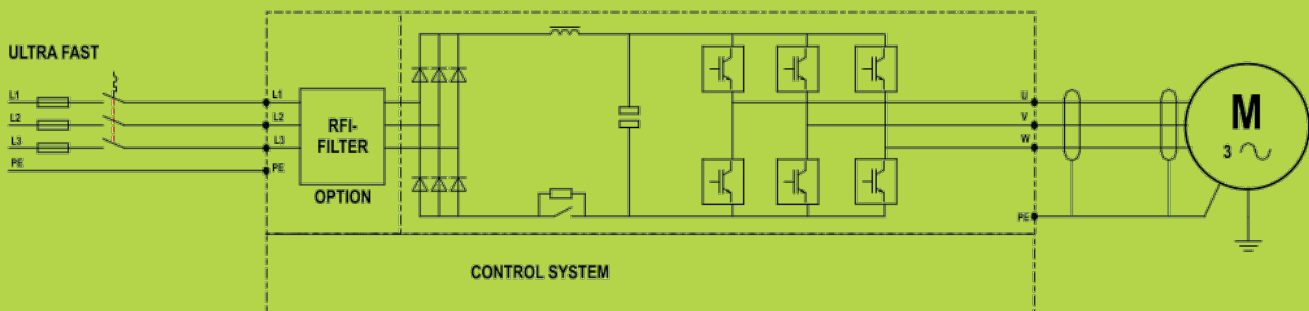 ULTRA FAST
L1
L2
L3
PE
L1
L2
L3
PE
RFI-
FILTER
OPTION
CONTROL SYSTEM
U
V
W
PE
M
3